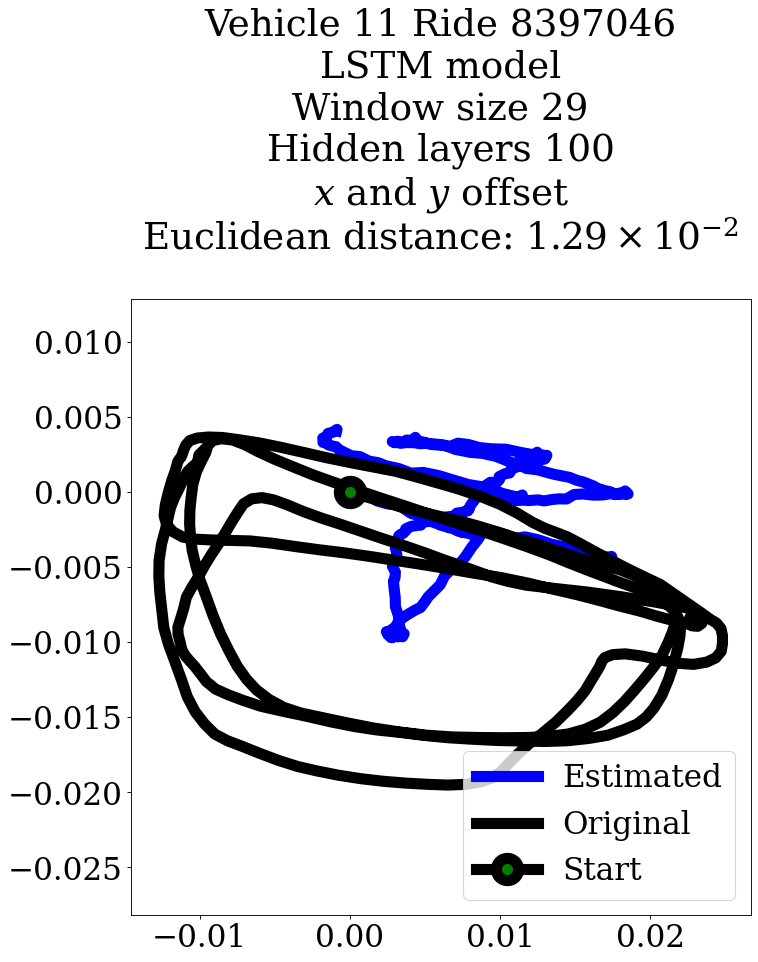 Vehicle 11 Ride 8397046
LSTM model
Window size 29
Hidden layers 100
x and y offset
Euclidean distance: 1.29 × 10⁻²
0.010
0.005
0.000
−0.005
−0.010
−0.015
−0.020
−0.025
Estimated
Original
Start
−0.01 0.00 0.01 0.02